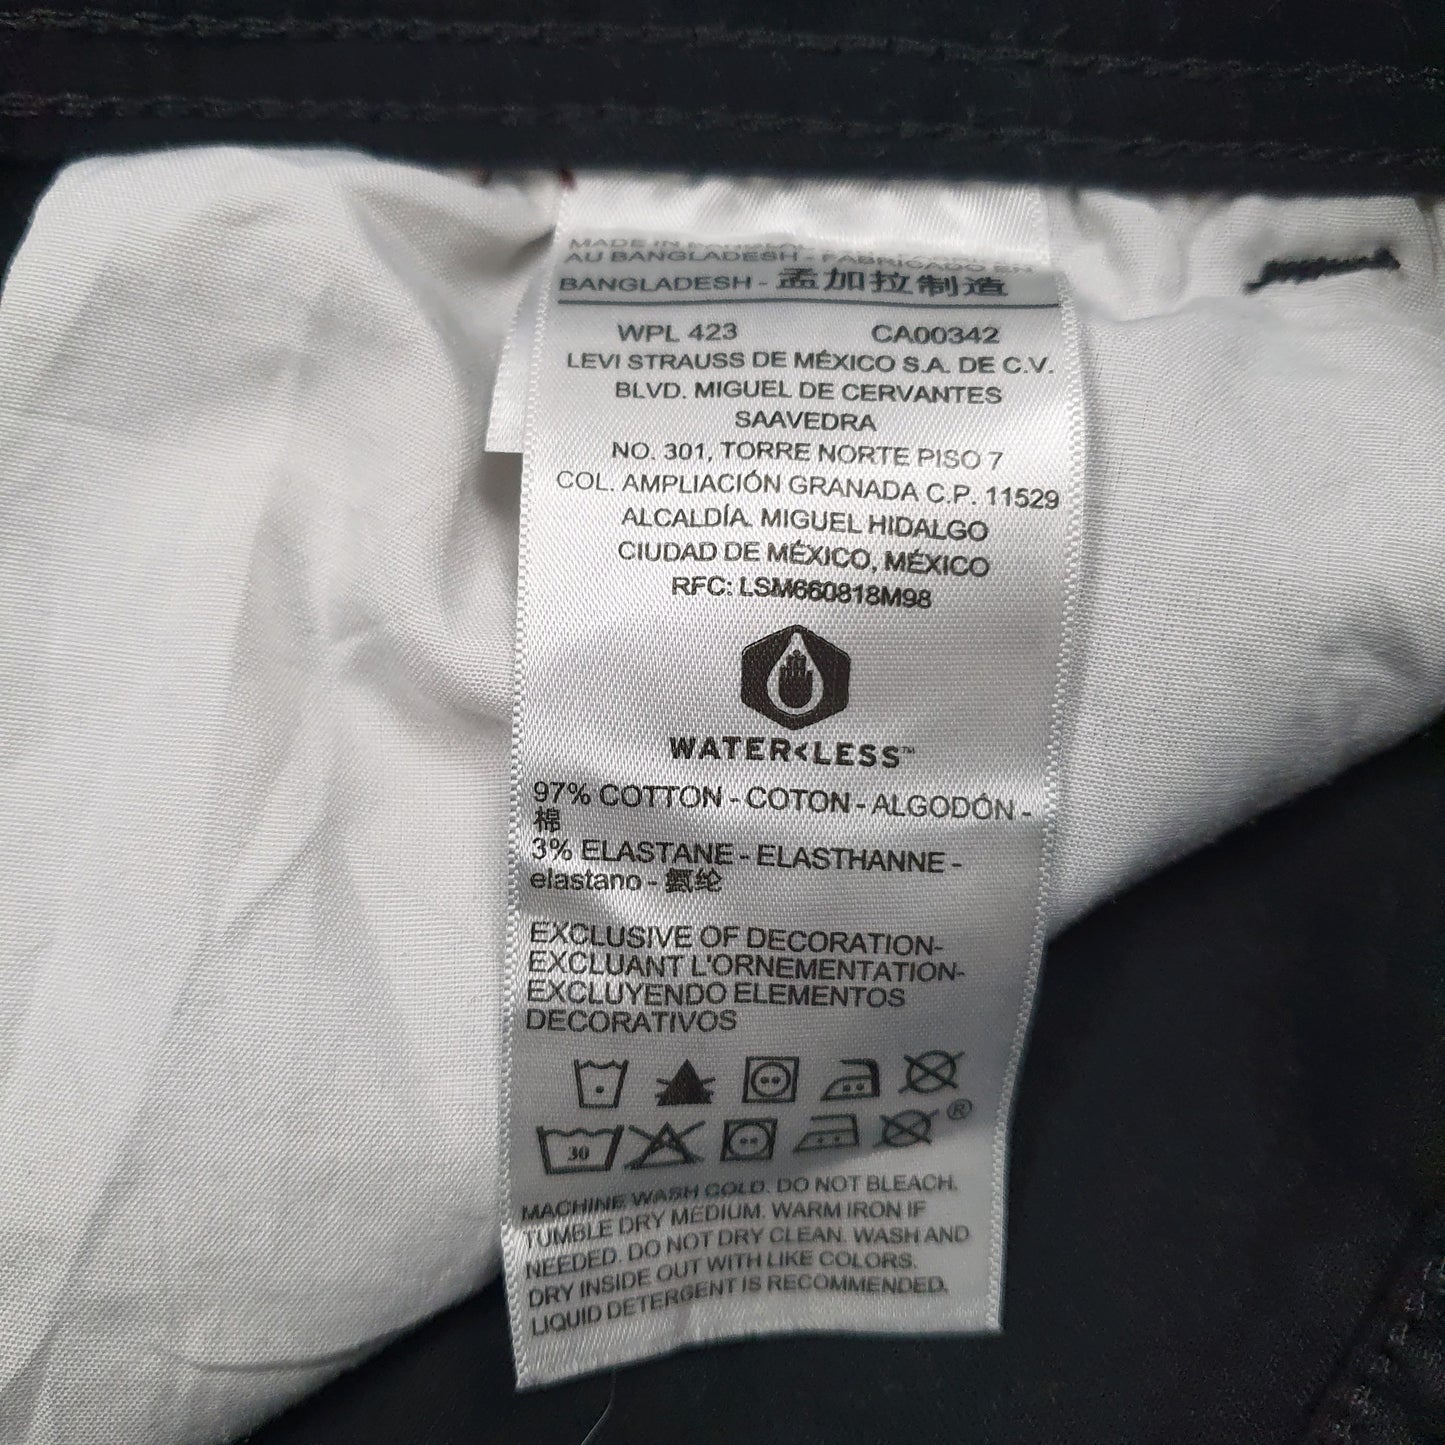 MADE IN BANGLADESH
AU BANGLADESH - FABRICADO EN
BANGLADESH - 孟加拉制造
WPL 423 CA00342
LEVI STRAUSS DE MÉXICO S.A. DE C.V.
BLVD. MIGUEL DE CERVANTES
SAAVEDRA
NO. 301, TORRE NORTE PISO 7
COL. AMPLIACIÓN GRANADA C.P. 11529
ALCALDÍA. MIGUEL HIDALGO
CIUDAD DE MÉXICO, MÉXICO
RFC: LSM660818M98
WATER<LESS™
97% COTTON - COTON - ALGODÓN -
棉
3% ELASTANE - ELASTHANNE -
elastano - 氨纶
EXCLUSIVE OF DECORATION-
EXCLUANT L'ORNEMENTATION-
EXCLUYENDO ELEMENTOS
DECORATIVOS
®
30
MACHINE WASH COLD. DO NOT BLEACH.
TUMBLE DRY MEDIUM. WARM IRON IF
NEEDED. DO NOT DRY CLEAN. WASH AND
DRY INSIDE OUT WITH LIKE COLORS.
LIQUID DETERGENT IS RECOMMENDED.